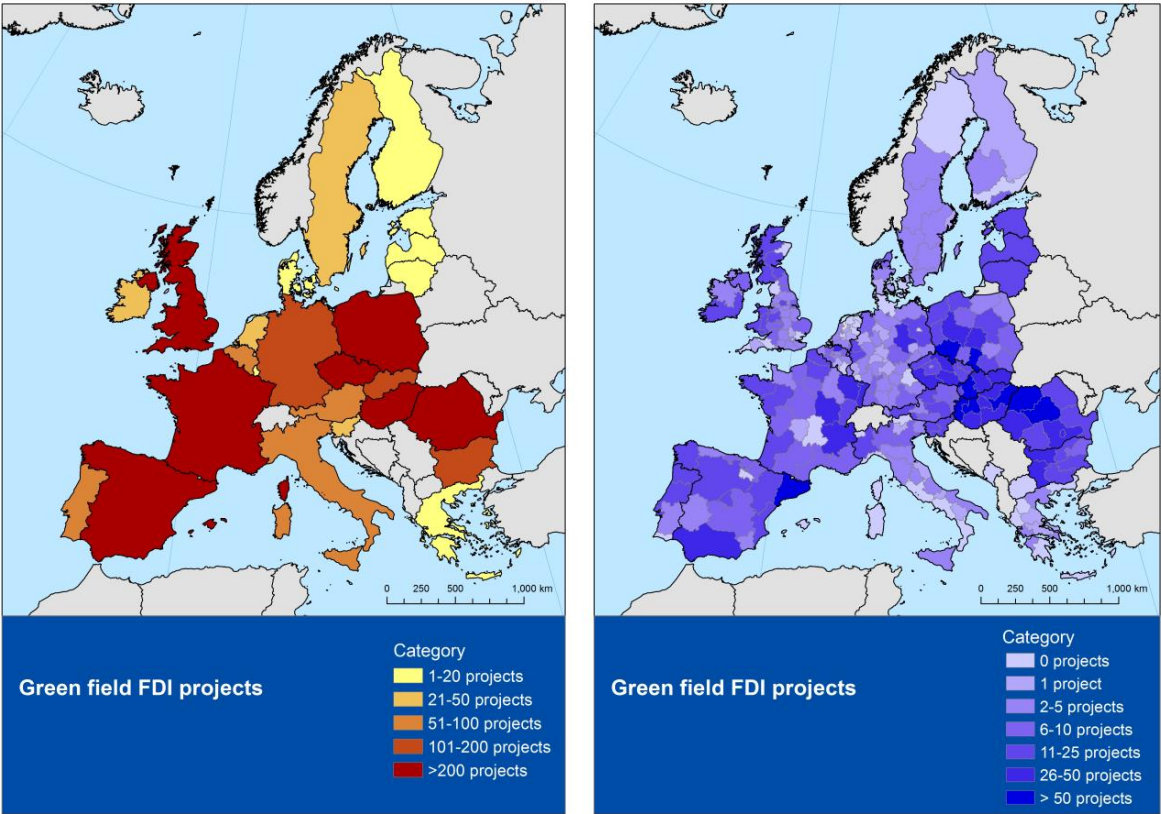 0 250 500 1,000 km
Green field FDI projects
Category
1-20 projects
21-50 projects
51-100 projects
101-200 projects
>200 projects
0 250 500 1,000 km
Green field FDI projects
Category
0 projects
1 project
2-5 projects
6-10 projects
11-25 projects
26-50 projects
> 50 projects